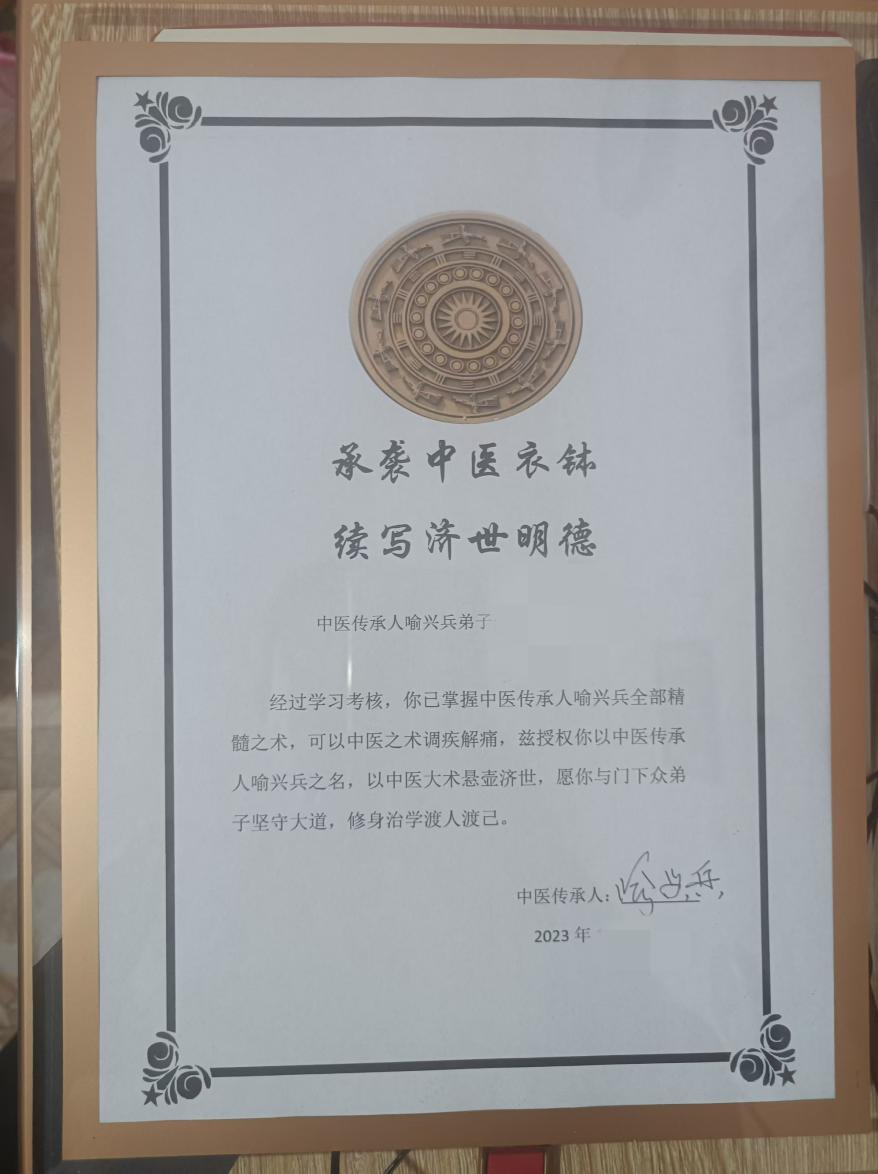 承袭中医衣钵
续写济世明德
中医传承人喻兴兵弟子
经过学习考核，你已掌握中医传承人喻兴兵全部精
髓之术，可以中医之术调疾解痛，兹授权你以中医传承
人喻兴兵之名，以中医大术悬壶济世，愿你与门下众弟
子坚守大道，修身治学渡人渡己。
中医传承人：喻兴兵
2023 年